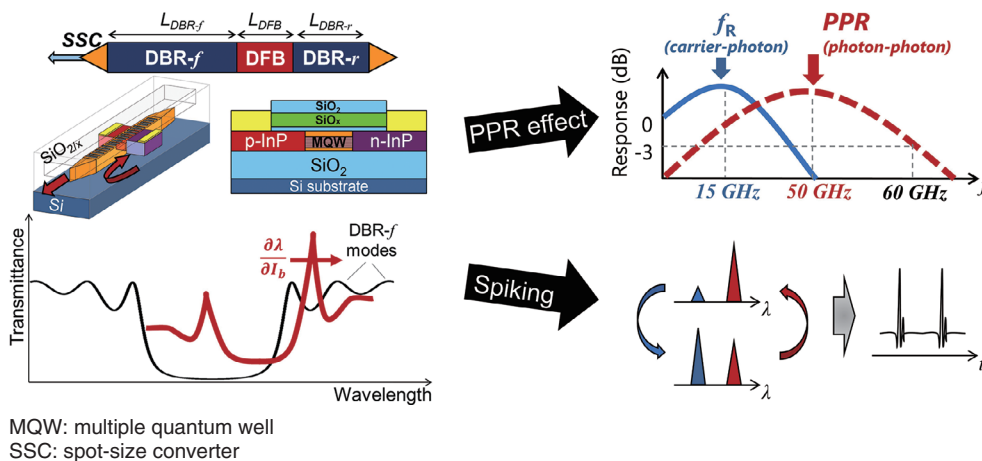 L_DBR-f L_DFB L_DBR-r
SSC
DBR-f DFB DBR-r
SiO2/x
Si
SiO2
SiOx
p-InP MQW n-InP
SiO2
Si substrate
PPR effect
fR
(carrier-photon)
PPR
(photon-photon)
Response (dB)
0
-3
15 GHz 50 GHz 60 GHz
Transmittance
∂λ
∂I_b
DBR-f
modes
Wavelength
Spiking
λ
λ
t
MQW: multiple quantum well
SSC: spot-size converter